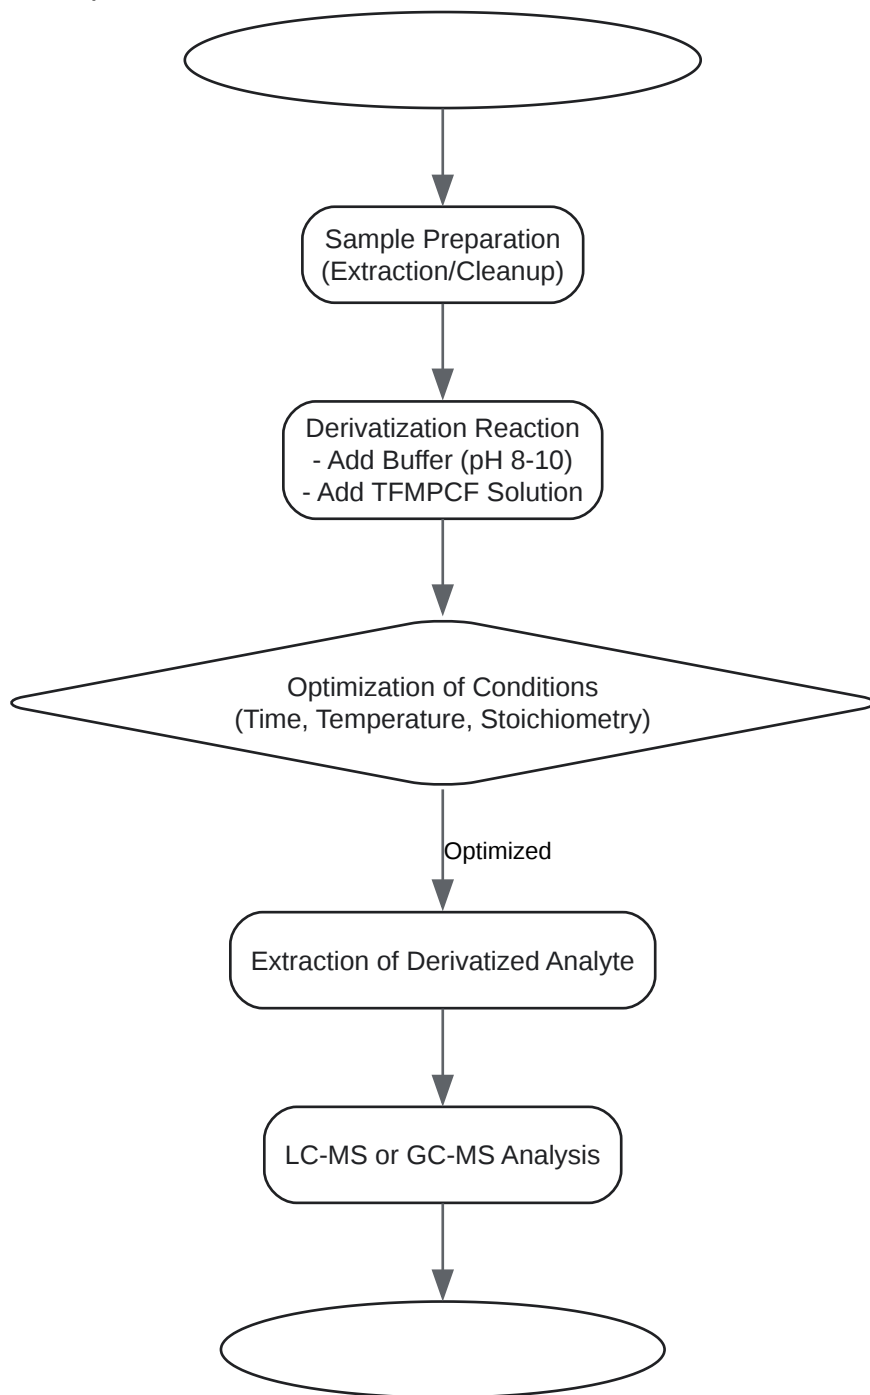 Sample Preparation
(Extraction/Cleanup)
Derivatization Reaction
- Add Buffer (pH 8-10)
- Add TFMPCF Solution
Optimization of Conditions
(Time, Temperature, Stoichiometry)
Optimized
Extraction of Derivatized Analyte
LC-MS or GC-MS Analysis